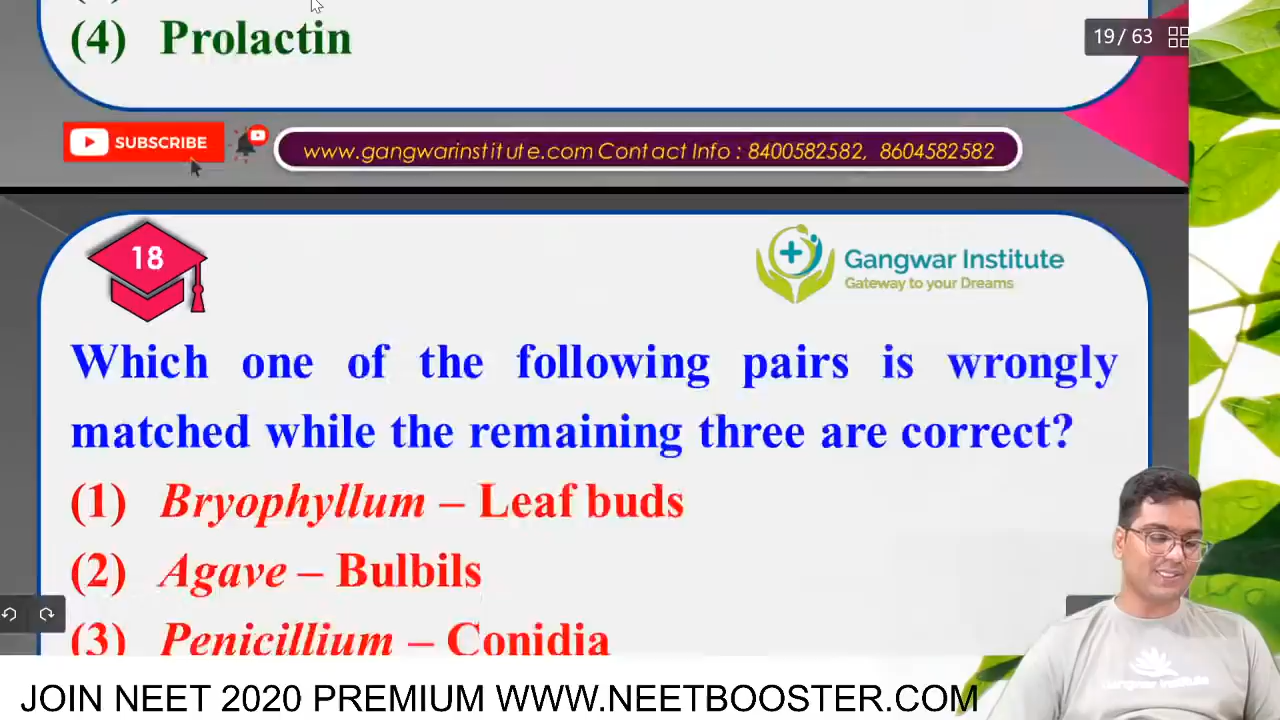 (4) Prolactin
19 / 63
SUBSCRIBE
www.gangwarinstitute.com Contact Info : 8400582582, 8604582582
18
Gangwar Institute
Gateway to your Dreams
Which one of the following pairs is wrongly
matched while the remaining three are correct?
(1) Bryophyllum – Leaf buds
(2) Agave – Bulbils
(3) Penicillium – Conidia
Gangwar Institute
JOIN NEET 2020 PREMIUM WWW.NEETBOOSTER.COM